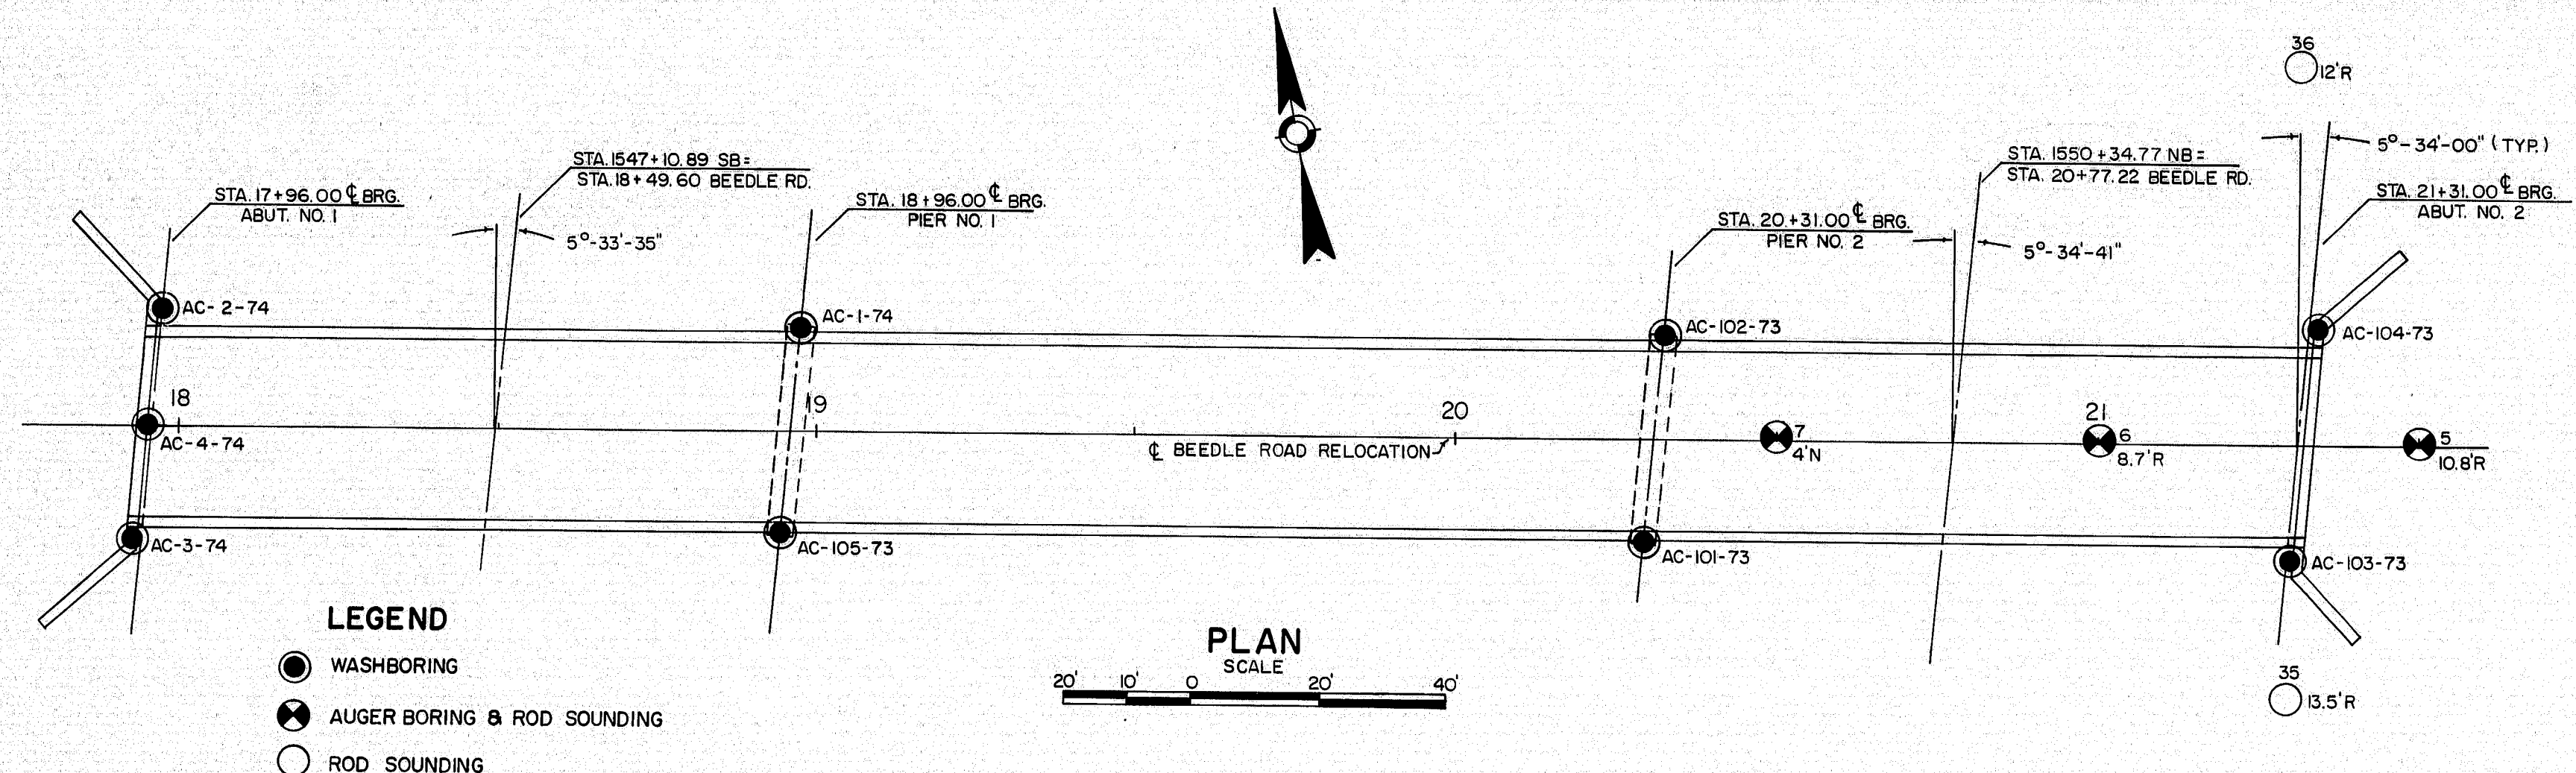 36
12'R
5°-34'-00" (TYP.)
STA. 1547+10.89 SB=
STA. 18+49.60 BEEDLE RD.
STA. 1550+34.77 NB=
STA. 20+77.22 BEEDLE RD.
STA. 17+96.00 ℄ BRG.
ABUT. NO. 1
STA. 18+96.00 ℄ BRG.
PIER NO. 1
STA. 20+31.00 ℄ BRG.
PIER NO. 2
STA. 21+31.00 ℄ BRG.
ABUT. NO. 2
5°-33'-35"
5°-34'-41"
AC-2-74
AC-1-74
AC-102-73
AC-104-73
18
19
20
21
AC-4-74
℄ BEEDLE ROAD RELOCATION
7
4'N
6
8.7'R
5
10.8'R
AC-3-74
AC-105-73
AC-101-73
AC-103-73
LEGEND
WASHBORING
AUGER BORING & ROD SOUNDING
ROD SOUNDING
PLAN
SCALE
20' 10' 0 20' 40'
35
13.5'R